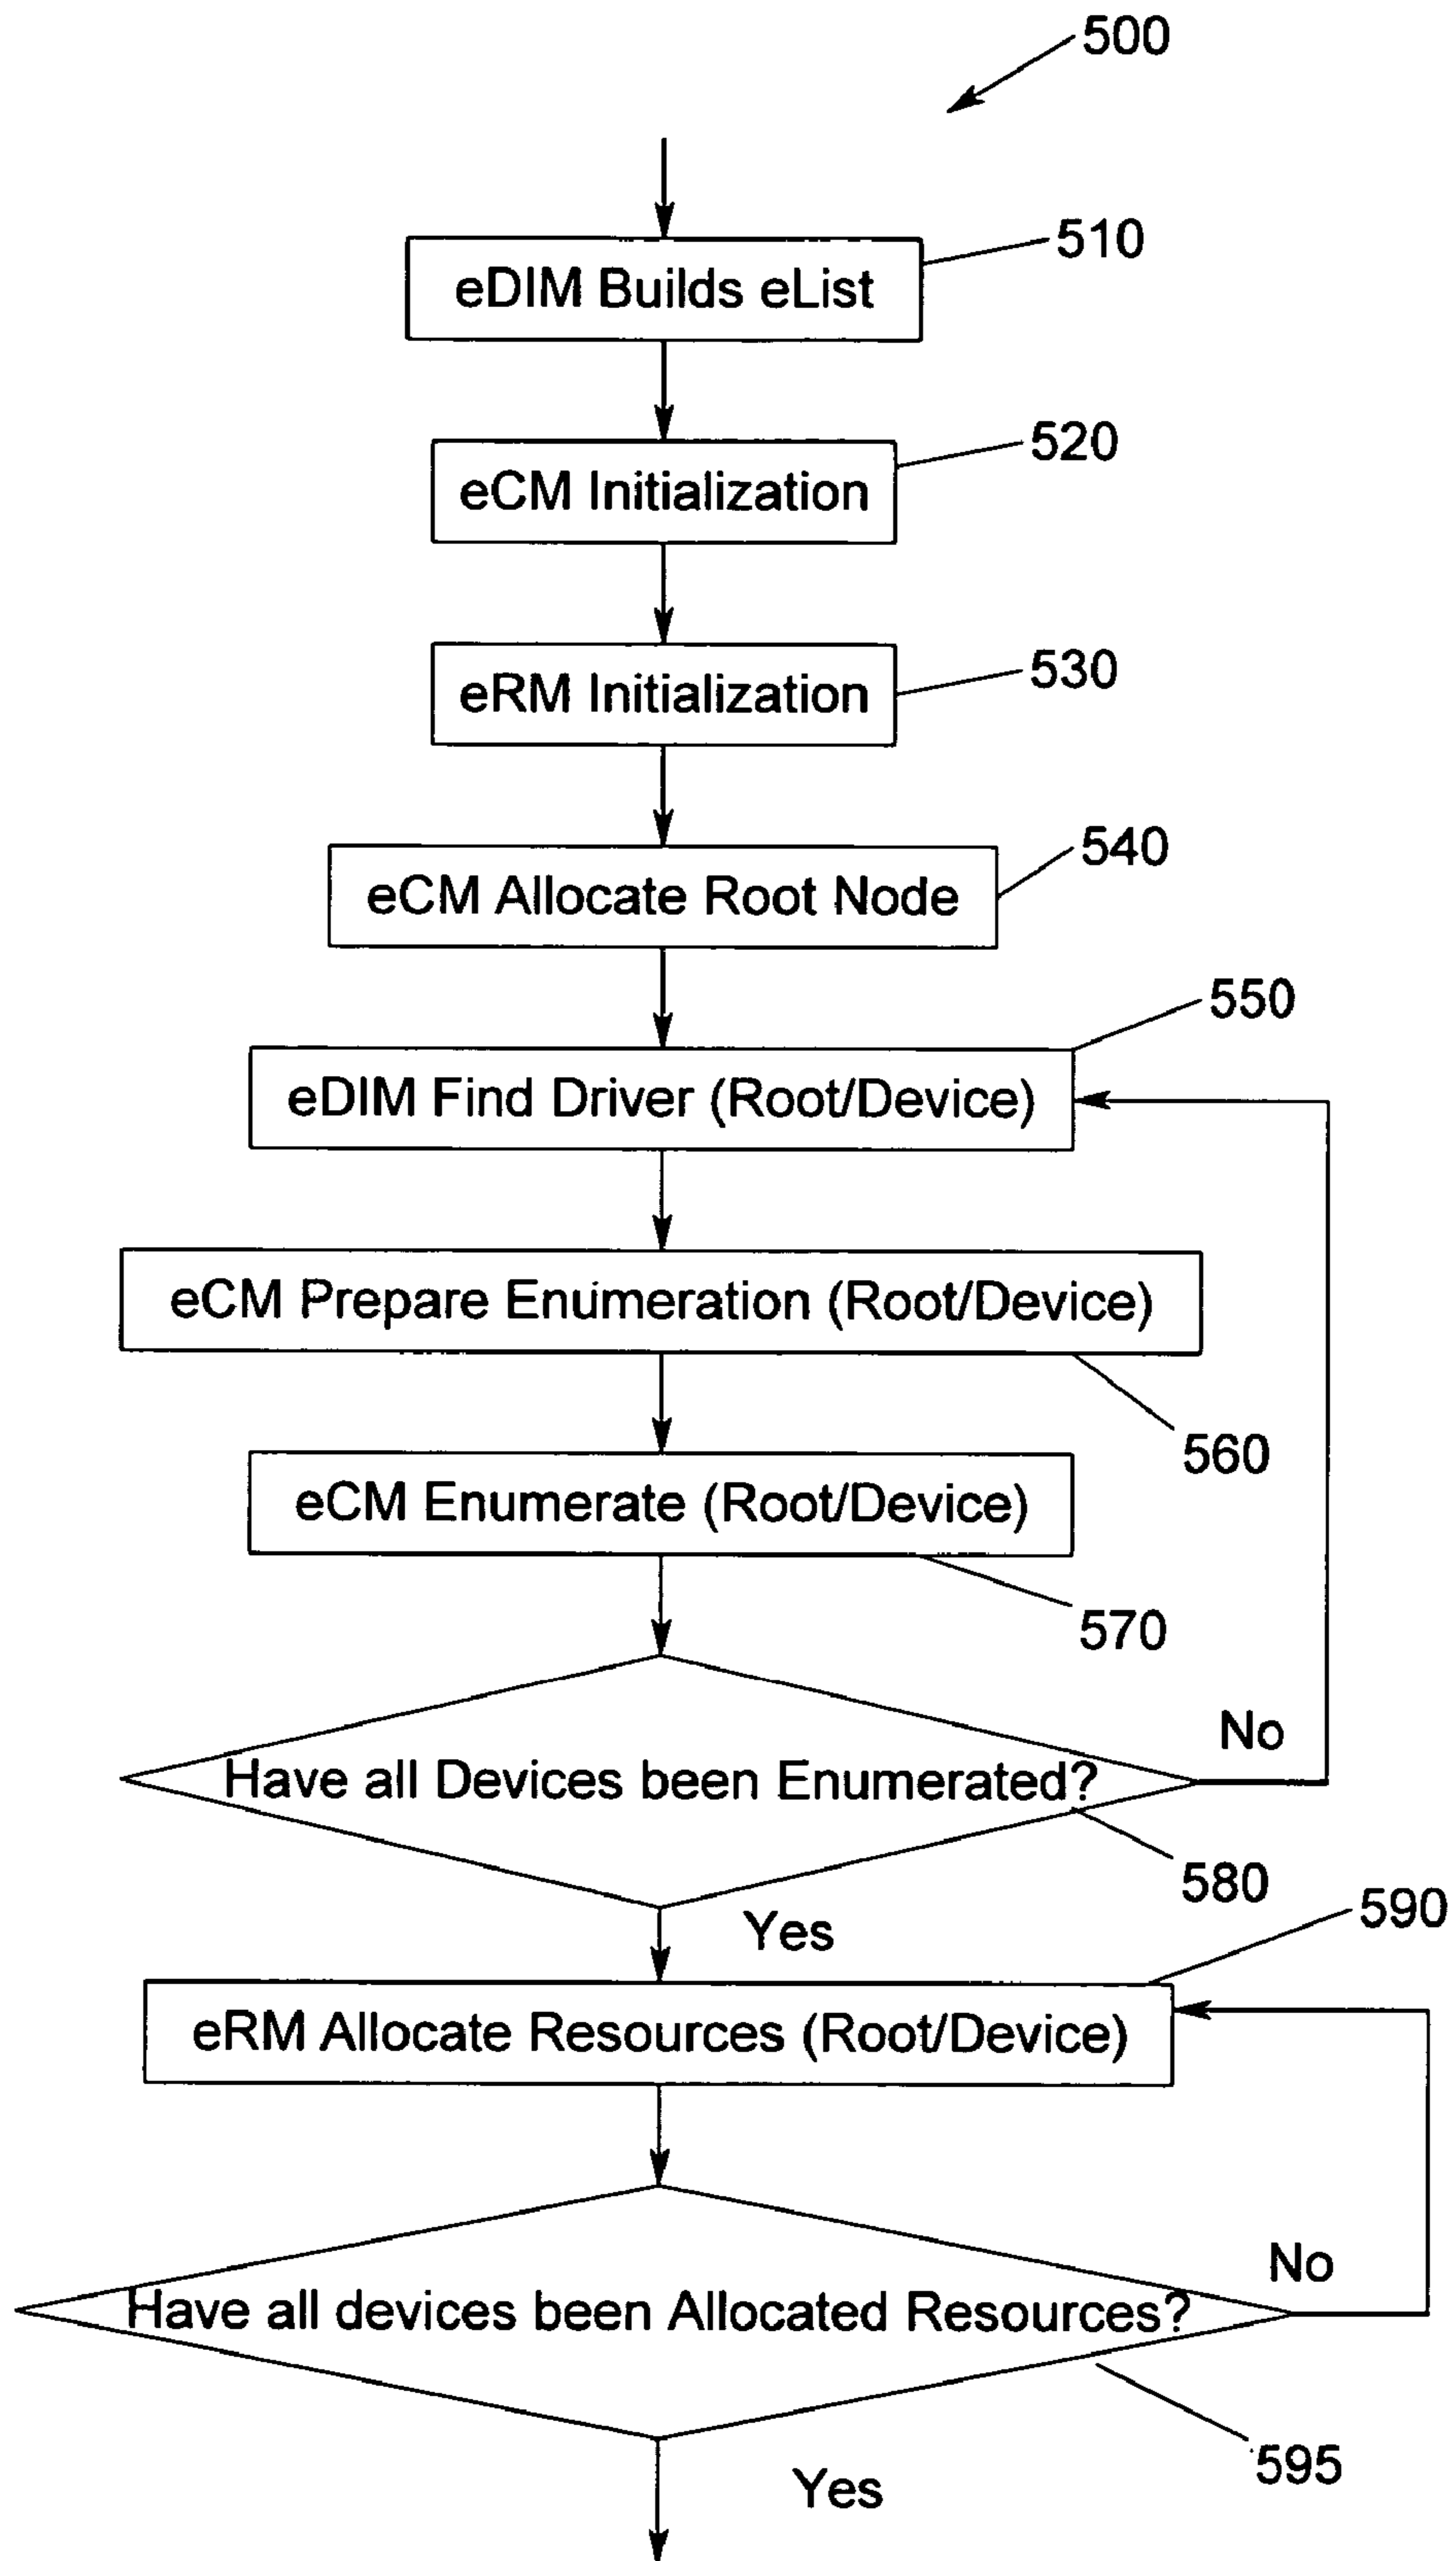 500
eDIM Builds eList
510
eCM Initialization
520
eRM Initialization
530
eCM Allocate Root Node
540
eDIM Find Driver (Root/Device)
550
eCM Prepare Enumeration (Root/Device)
560
eCM Enumerate (Root/Device)
570
Have all Devices been Enumerated?
No
580
Yes
590
eRM Allocate Resources (Root/Device)
Have all devices been Allocated Resources?
No
595
Yes